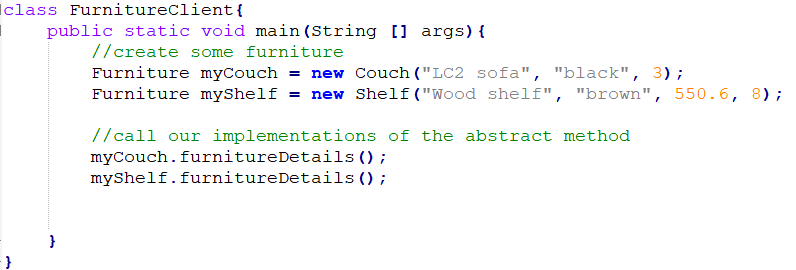 class FurnitureClient{
public static void main(String [] args){
//create some furniture
Furniture myCouch = new Couch("LC2 sofa", "black", 3);
Furniture myShelf = new Shelf("Wood shelf", "brown", 550.6, 8);
//call our implementations of the abstract method
myCouch.furnitureDetails();
myShelf.furnitureDetails();
}
}